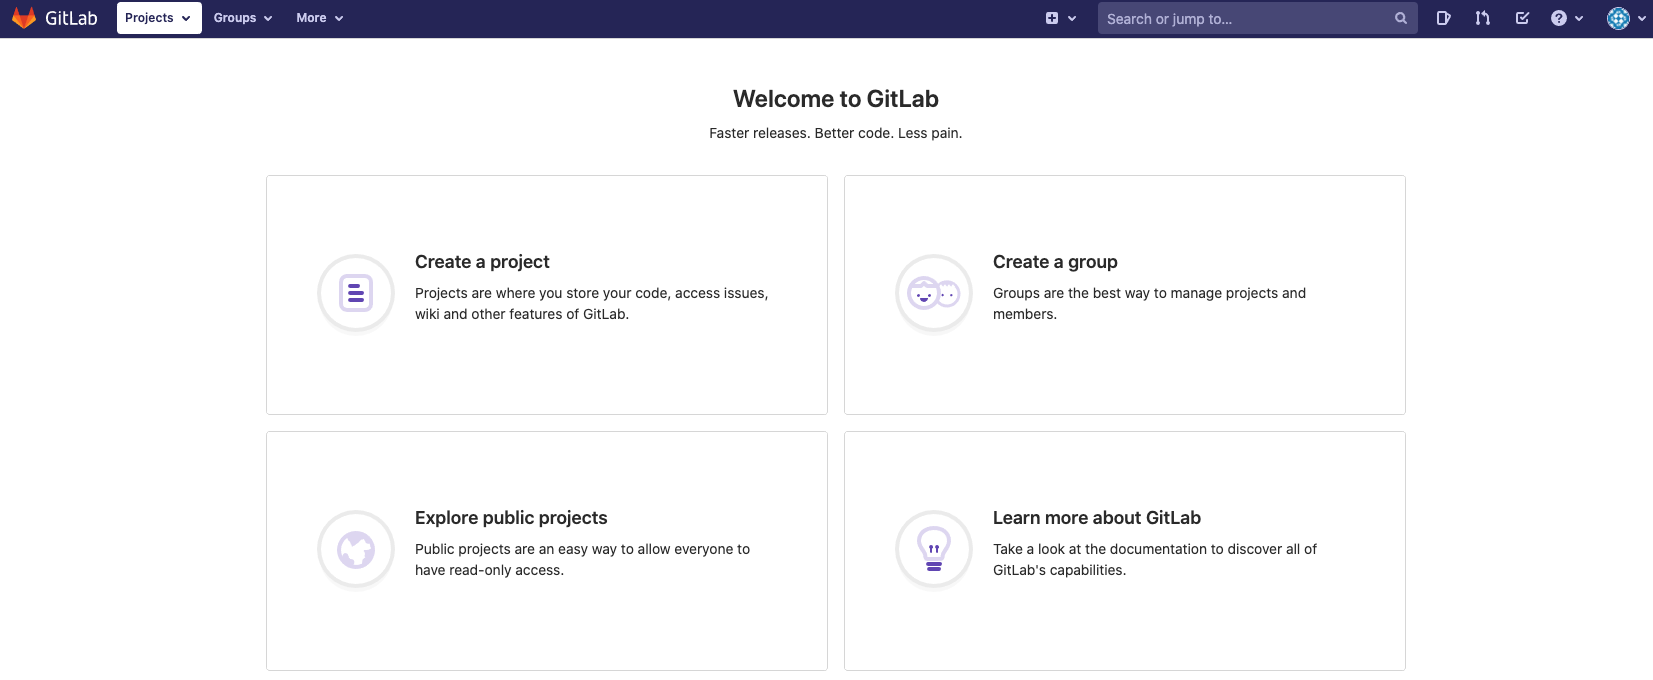 GitLab Projects Groups More Search or jump to...
Welcome to GitLab
Faster releases. Better code. Less pain.
Create a project
Projects are where you store your code, access issues,
wiki and other features of GitLab.
Create a group
Groups are the best way to manage projects and
members.
Explore public projects
Public projects are an easy way to allow everyone to
have read-only access.
Learn more about GitLab
Take a look at the documentation to discover all of
GitLab's capabilities.